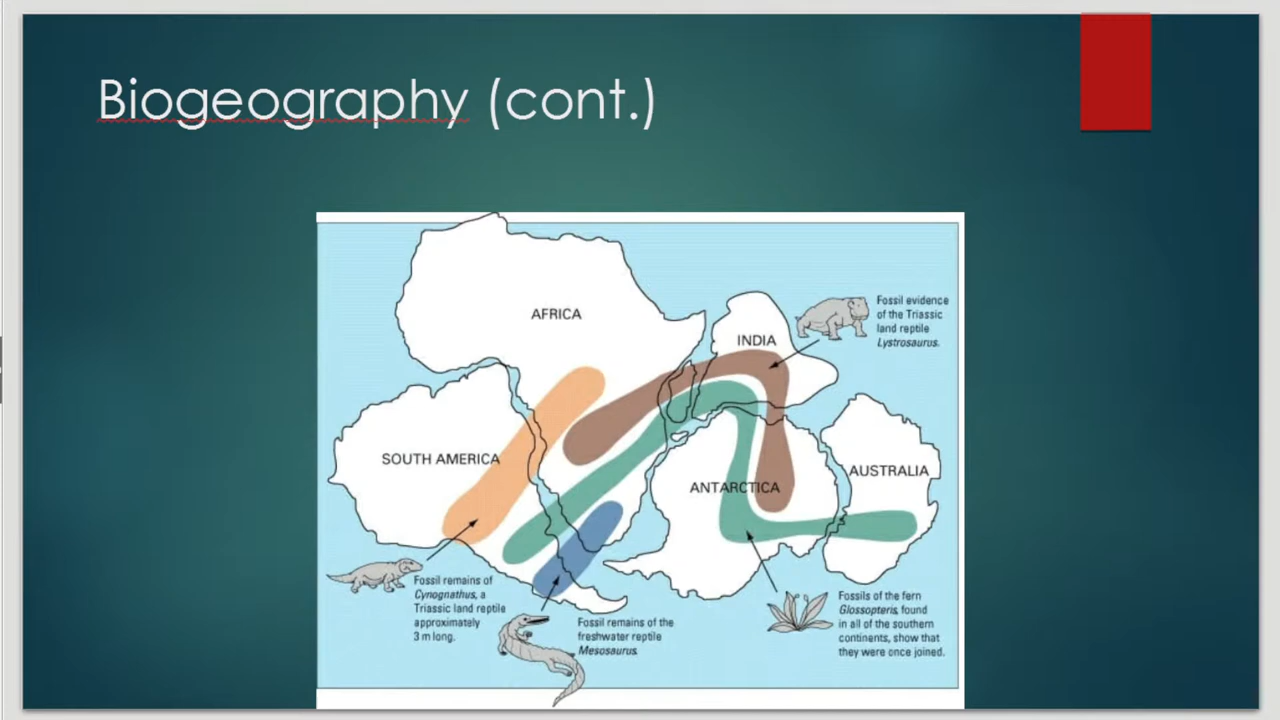 Biogeography (cont.)
AFRICA
INDIA
Fossil evidence
of the Triassic
land reptile
Lystrosaurus.
SOUTH AMERICA
ANTARCTICA
AUSTRALIA
Fossil remains of
Cynognathus, a
Triassic land reptile
approximately
3 m long.
Fossil remains of the
freshwater reptile
Mesosaurus.
Fossils of the fern
Glossopteris, found
in all of the southern
continents, show that
they were once joined.